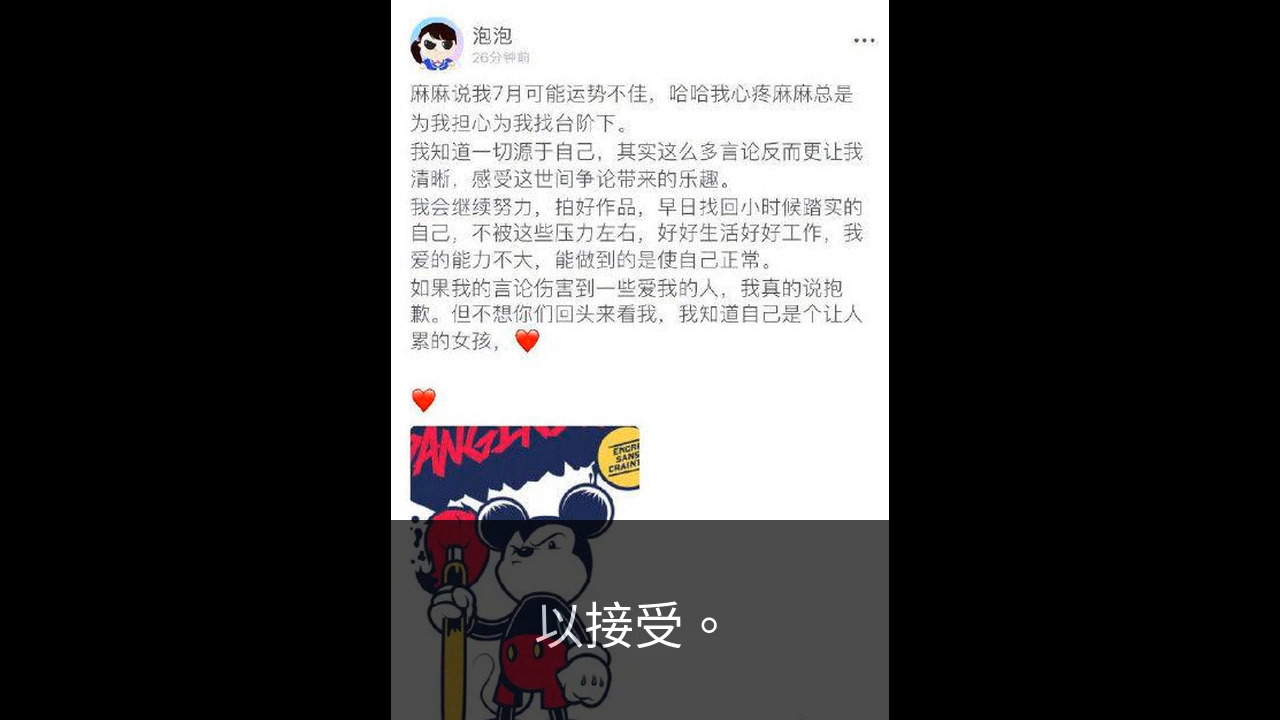 泡泡
26分钟前
麻麻说我7月可能运势不佳，哈哈我心疼麻麻总是
为我担心为我找台阶下。
我知道一切源于自己，其实这么多言论反而更让我
清晰，感受这世间争论带来的乐趣。
我会继续努力，拍好作品，早日找回小时候踏实的
自己，不被这些压力左右，好好生活好好工作，我
爱的能力不大，能做到的是使自己正常。
如果我的言论伤害到一些爱我的人，我真的说抱
歉。但不想你们回头来看我，我知道自己是个让人
累的女孩，
ENCRE
SANS
CRAINT
以接受。